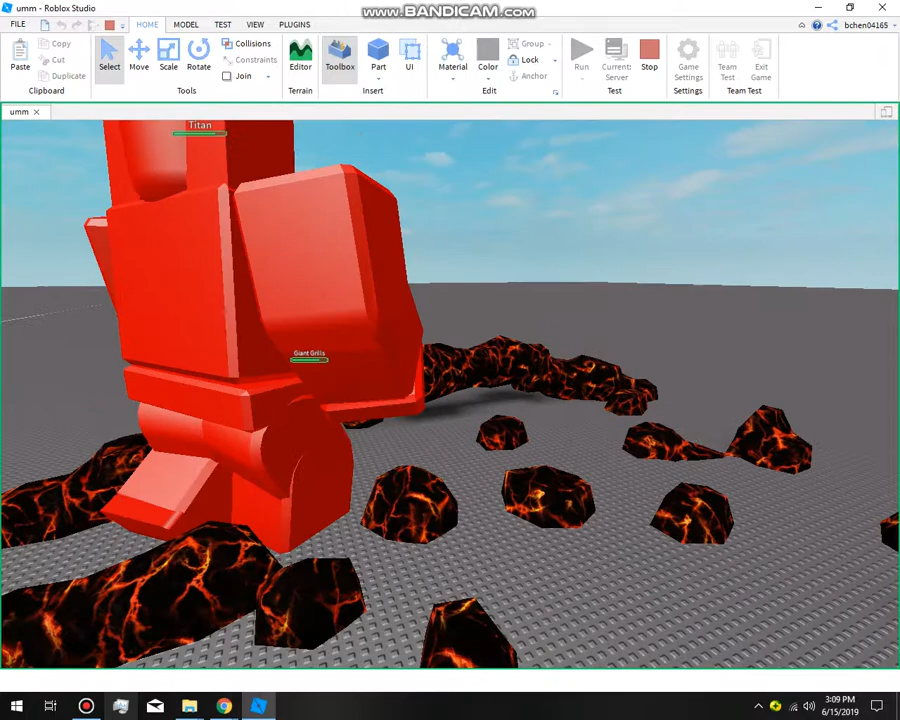 umm - Roblox Studio
www.BANDICAM.com
FILE HOME MODEL TEST VIEW PLUGINS bchen04165
Paste Copy Cut Duplicate Select Move Scale Rotate Collisions Constraints Join Editor Toolbox Part UI Material Color Group Lock Anchor Run Current: Server Stop Game Settings Team Test Exit Game
Clipboard Tools Terrain Insert Edit Test Settings Team Test
umm
Titan
Giant Grills
3:09 PM
6/15/2019